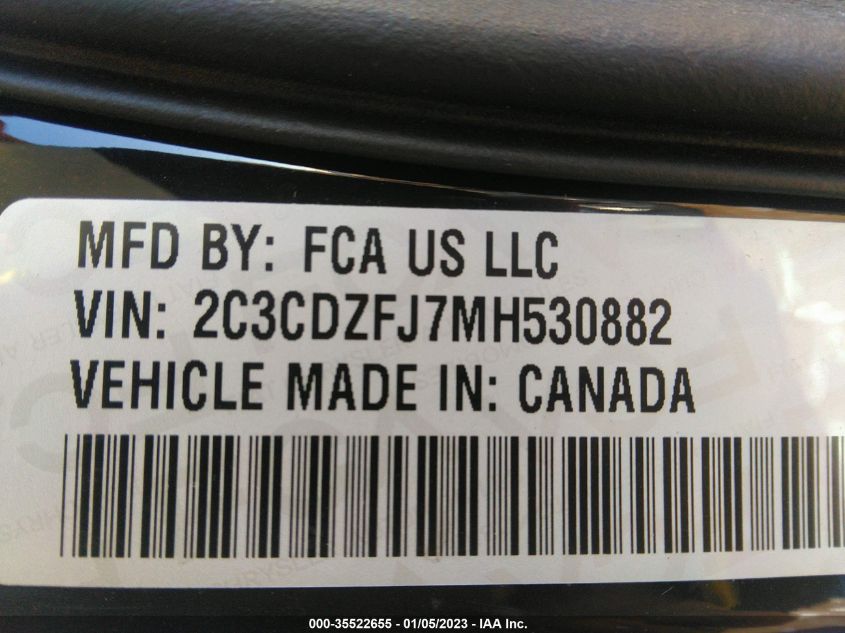 MFD BY: FCA US LLC
VIN: 2C3CDZFJ7MH530882
VEHICLE MADE IN: CANADA
000-35522655 - 01/05/2023 - IAA Inc.